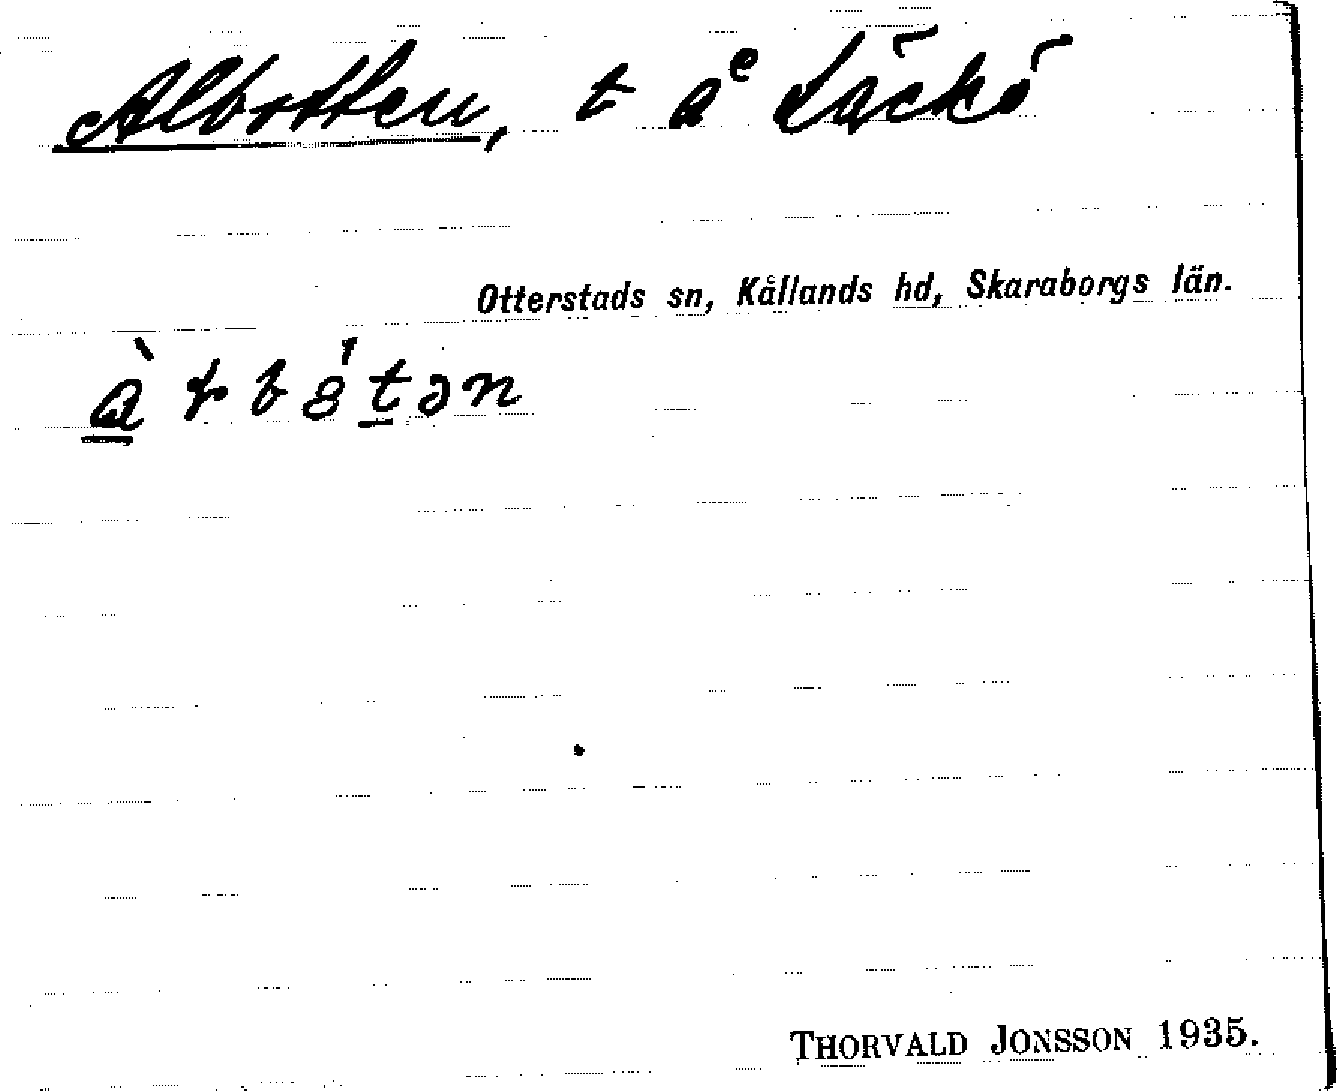 Albotten, t å Läckö
Otterstads sn, Kållands hd, Skaraborgs län.
THORVALD JONSSON 1935.